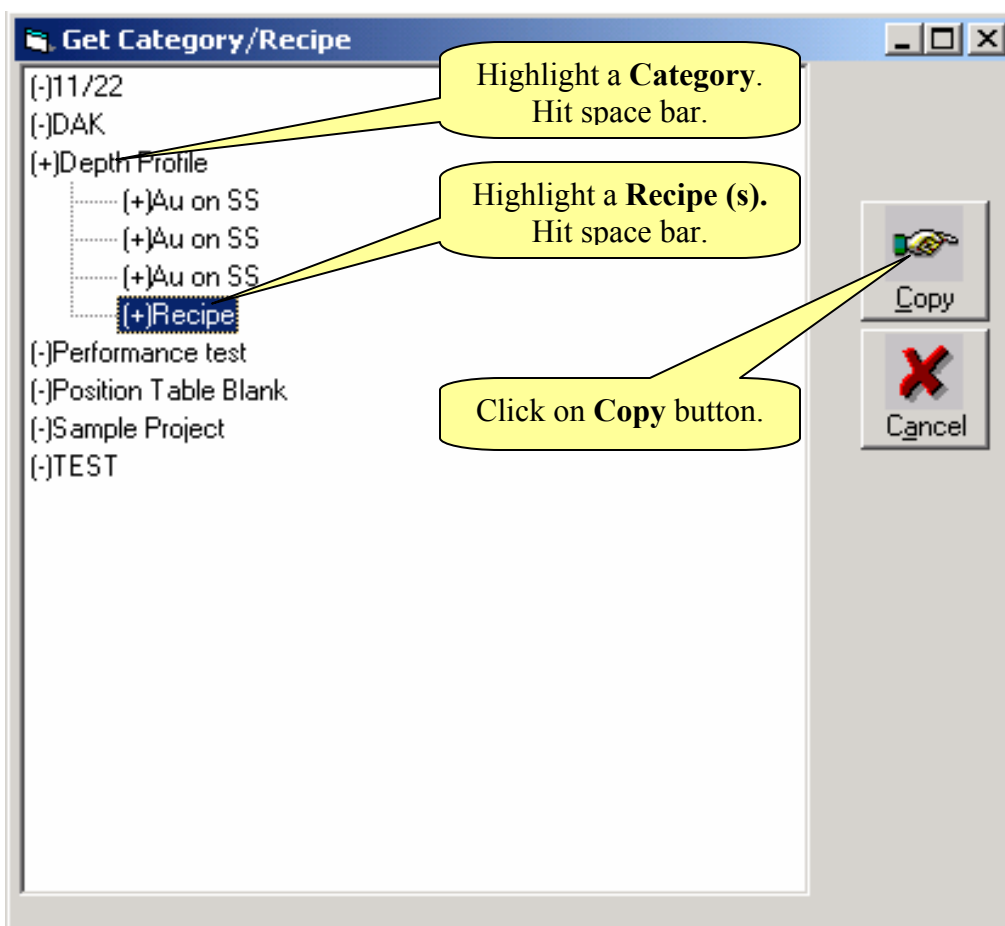 Get Category/Recipe
(-)11/22
(-)DAK
(+)Depth Profile
(+)Au on SS
(+)Au on SS
(+)Au on SS
(+)Recipe
(-)Performance test
(-)Position Table Blank
(-)Sample Project
(-)TEST
Highlight a Category.
Hit space bar.
Highlight a Recipe (s).
Hit space bar.
Click on Copy button.
Copy
Cancel